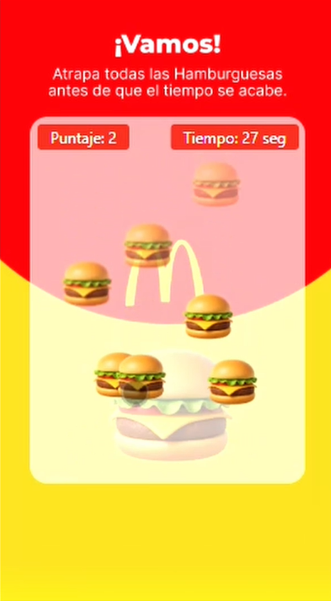 ¡Vamos!
Atrapa todas las Hamburguesas
antes de que el tiempo se acabe.
Puntaje: 2
Tiempo: 27 seg